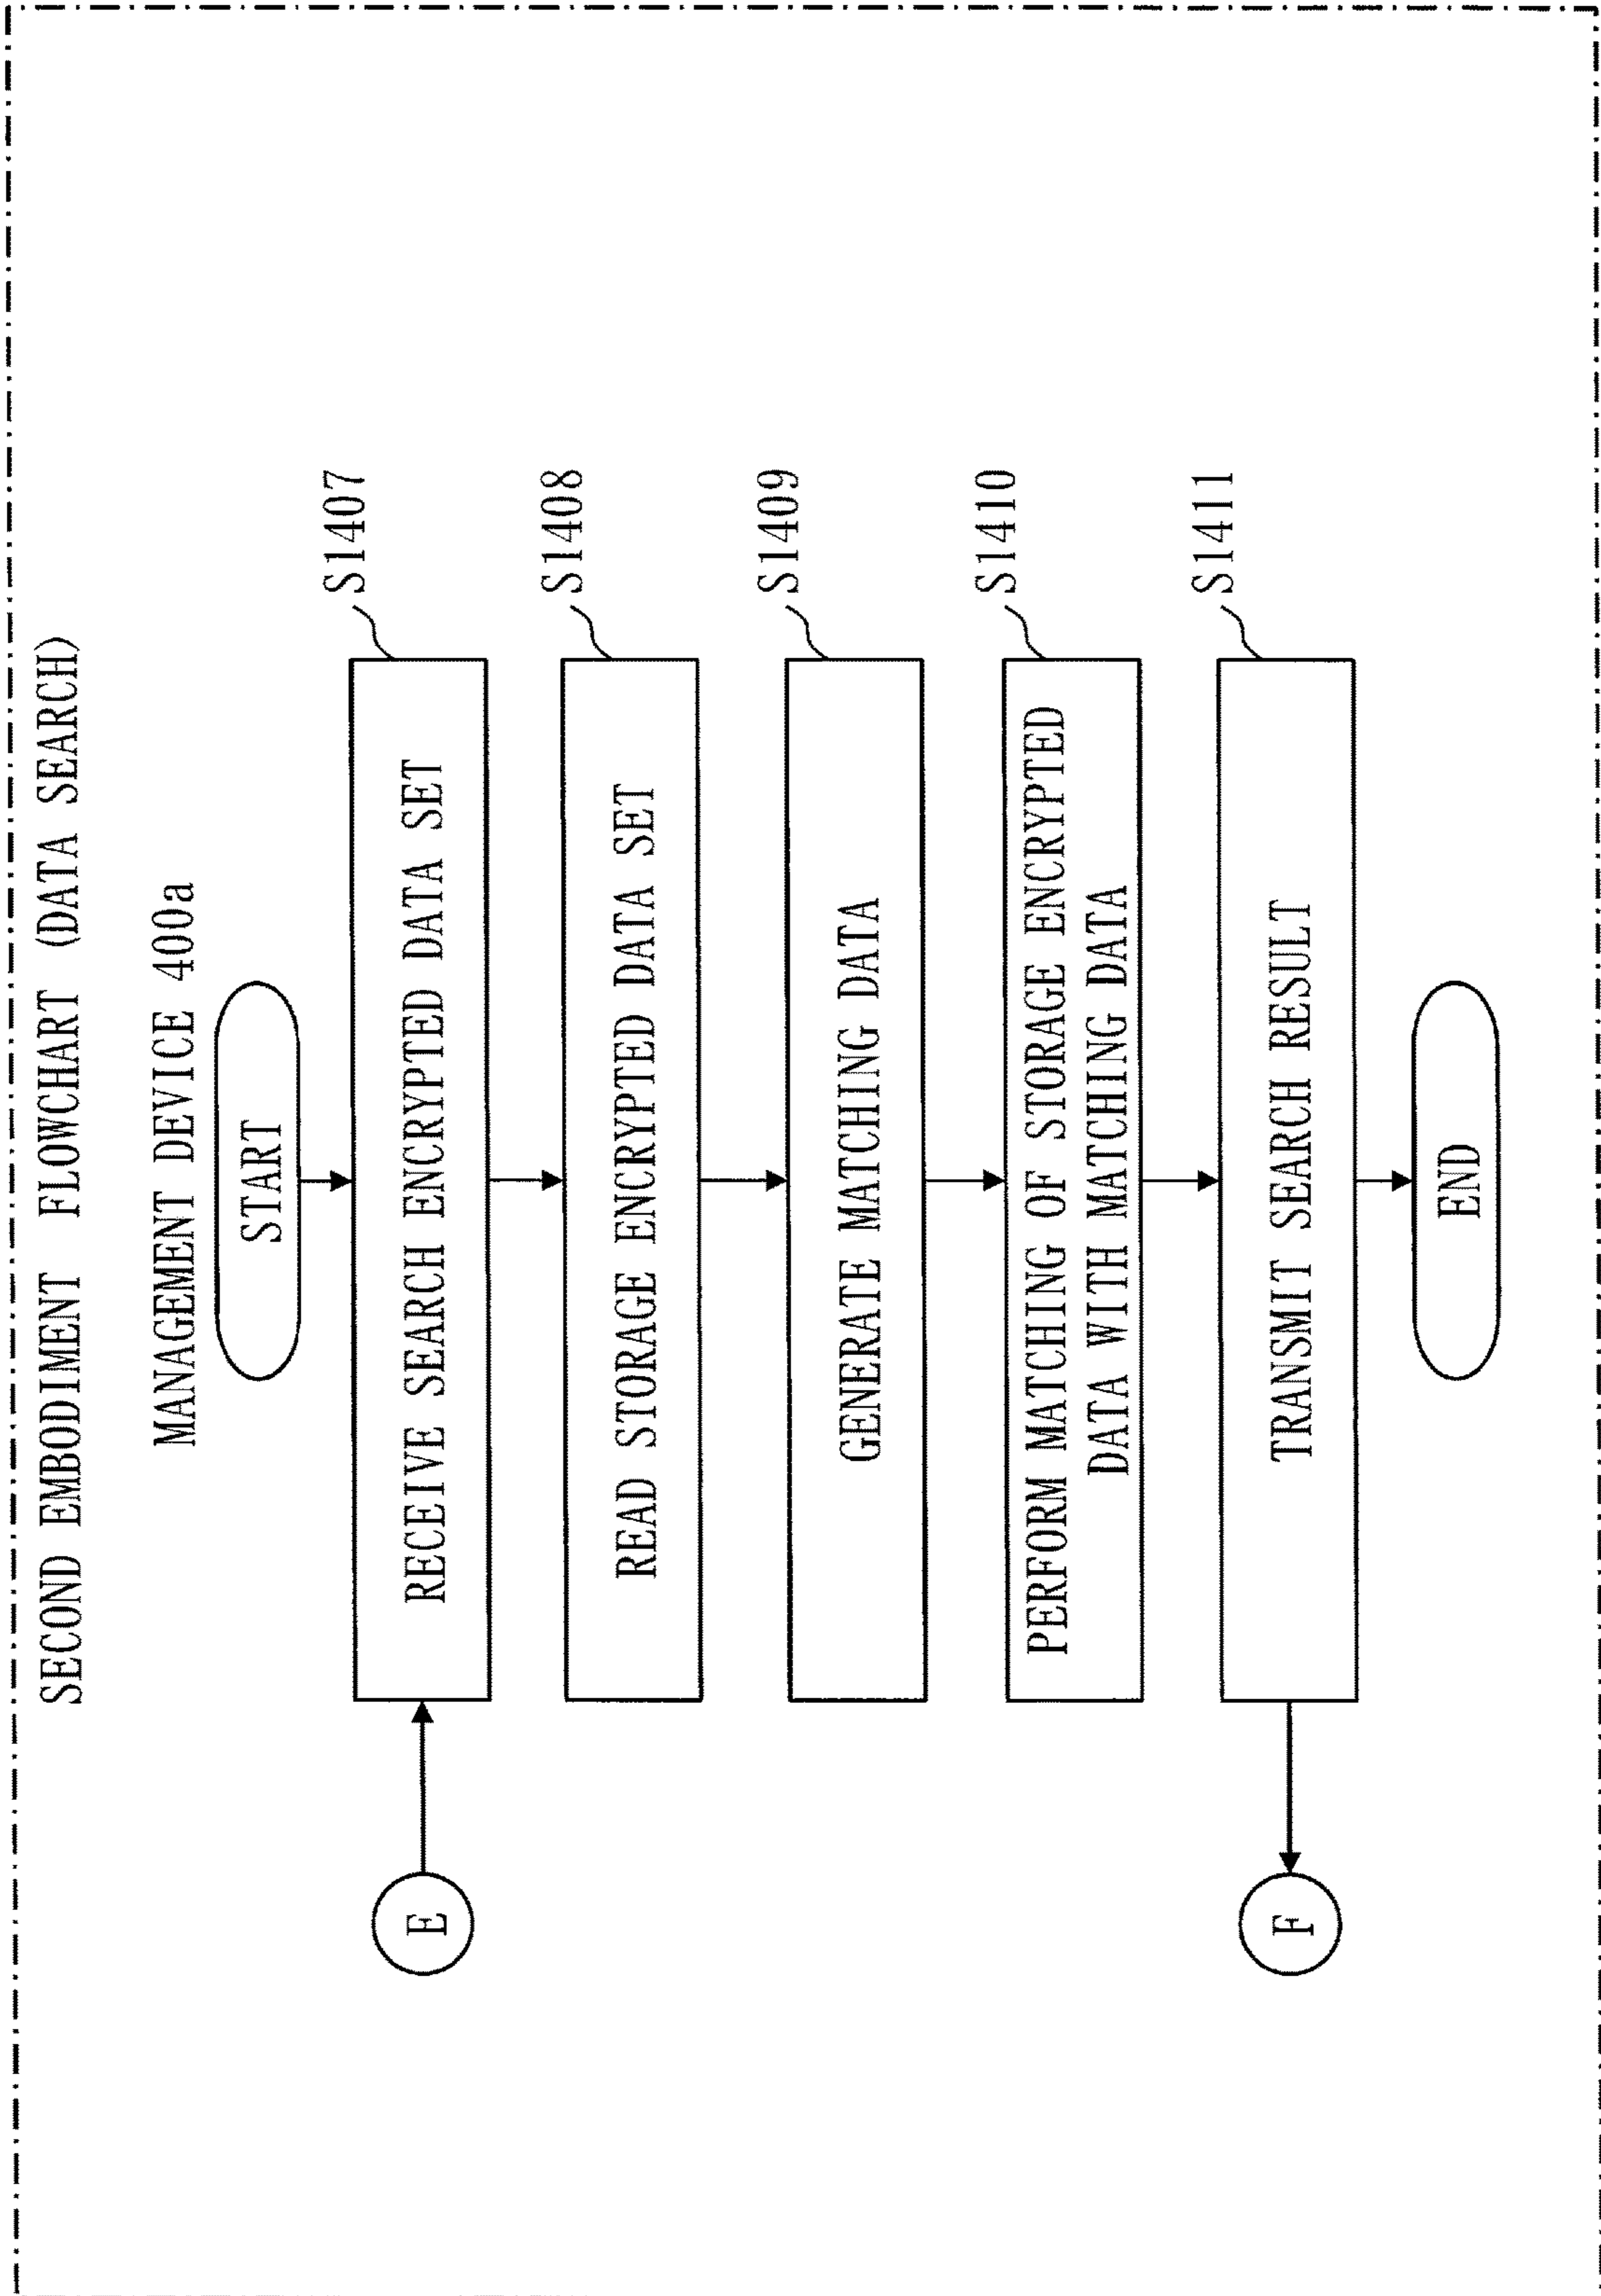 SECOND EMBODIMENT FLOWCHART (DATA SEARCH)
MANAGEMENT DEVICE 400a
START
E
RECEIVE SEARCH ENCRYPTED DATA SET
S1407
READ STORAGE ENCRYPTED DATA SET
S1408
GENERATE MATCHING DATA
S1409
PERFORM MATCHING OF STORAGE ENCRYPTED
DATA WITH MATCHING DATA
S1410
F
TRANSMIT SEARCH RESULT
S1411
END